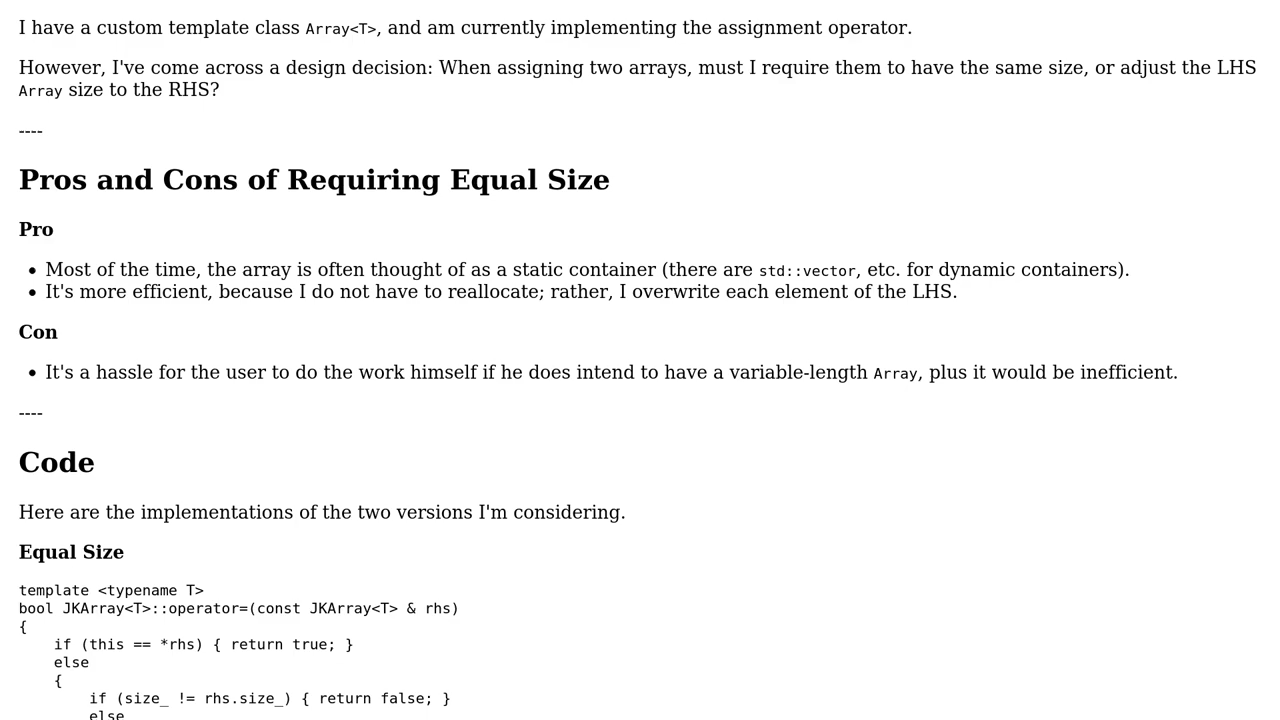 I have a custom template class Array<T>, and am currently implementing the assignment operator.
However, I've come across a design decision: When assigning two arrays, must I require them to have the same size, or adjust the LHS
Array size to the RHS?
----
Pros and Cons of Requiring Equal Size
Pro
• Most of the time, the array is often thought of as a static container (there are std::vector, etc. for dynamic containers).
• It's more efficient, because I do not have to reallocate; rather, I overwrite each element of the LHS.
Con
• It's a hassle for the user to do the work himself if he does intend to have a variable-length Array, plus it would be inefficient.
----
Code
Here are the implementations of the two versions I'm considering.
Equal Size
template <typename T>
bool JKArray<T>::operator=(const JKArray<T> & rhs)
{
    if (this == *rhs) { return true; }
    else
    {
        if (size_ != rhs.size_) { return false; }
        else